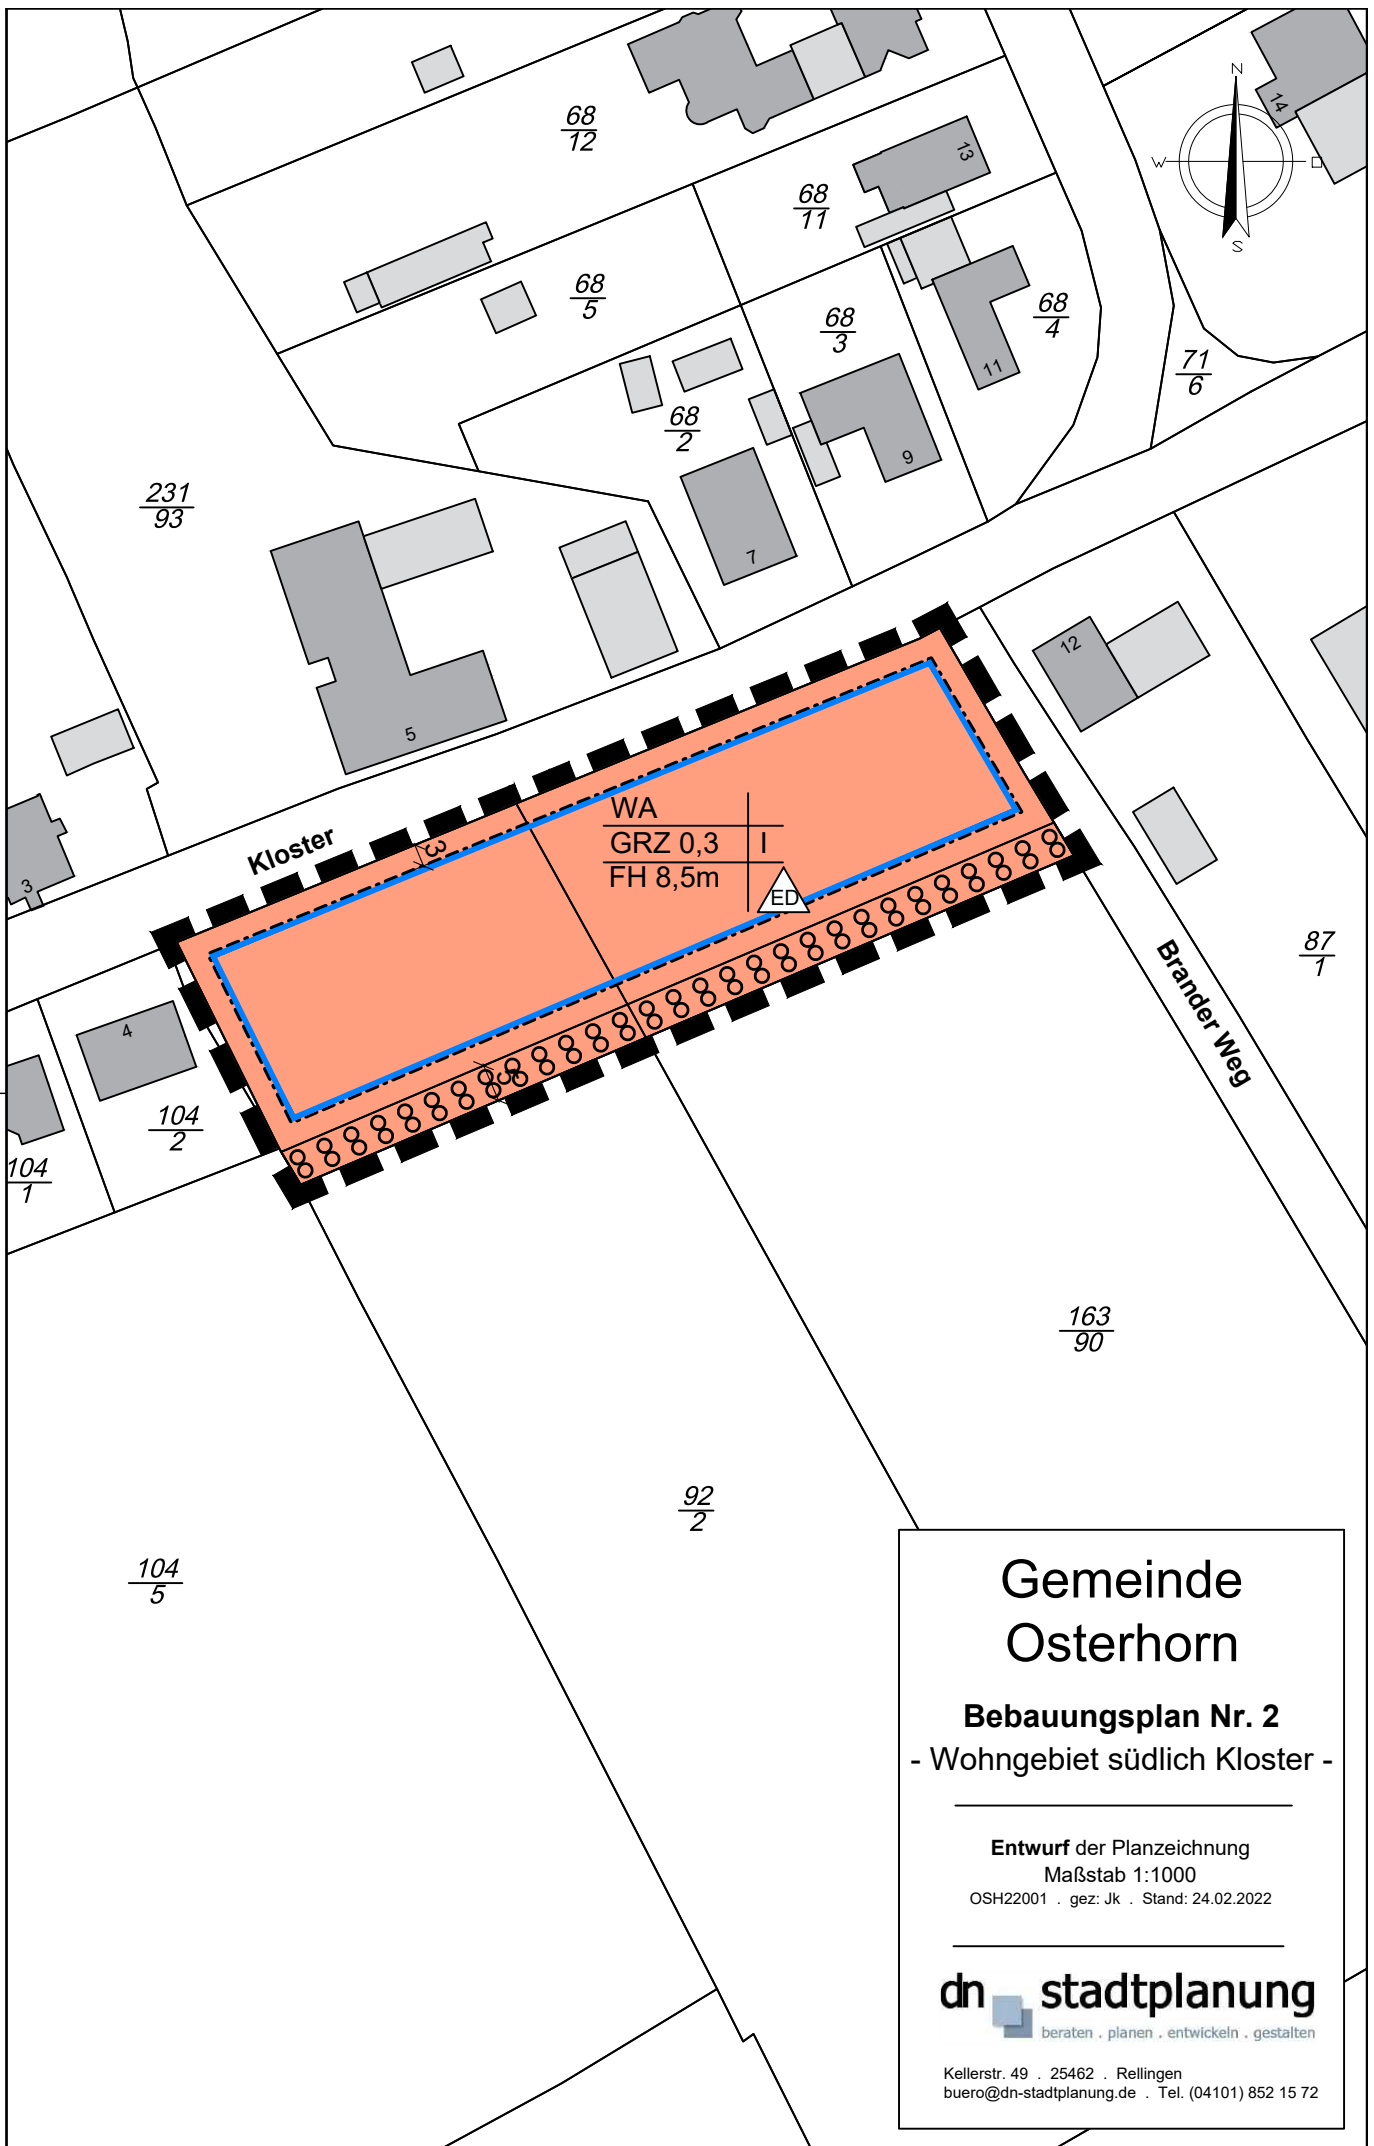 N
W
O
S
14
68
12
13
68
11
68
5
68
3
68
4
11
71
6
68
2
9
231
93
7
12
5
WA
GRZ 0,3 I
FH 8,5m
ED
Kloster
3
3
87
1
Brander Weg
4
104
2
5
104
1
163
90
92
2
104
5
Gemeinde
Osterhorn
Bebauungsplan Nr. 2
- Wohngebiet südlich Kloster -
Entwurf der Planzeichnung
Maßstab 1:1000
OSH22001 . gez: Jk . Stand: 24.02.2022
dn stadtplanung
beraten . planen . entwickeln . gestalten
Kellerstr. 49 . 25462 . Rellingen
buero@dn-stadtplanung.de . Tel. (04101) 852 15 72